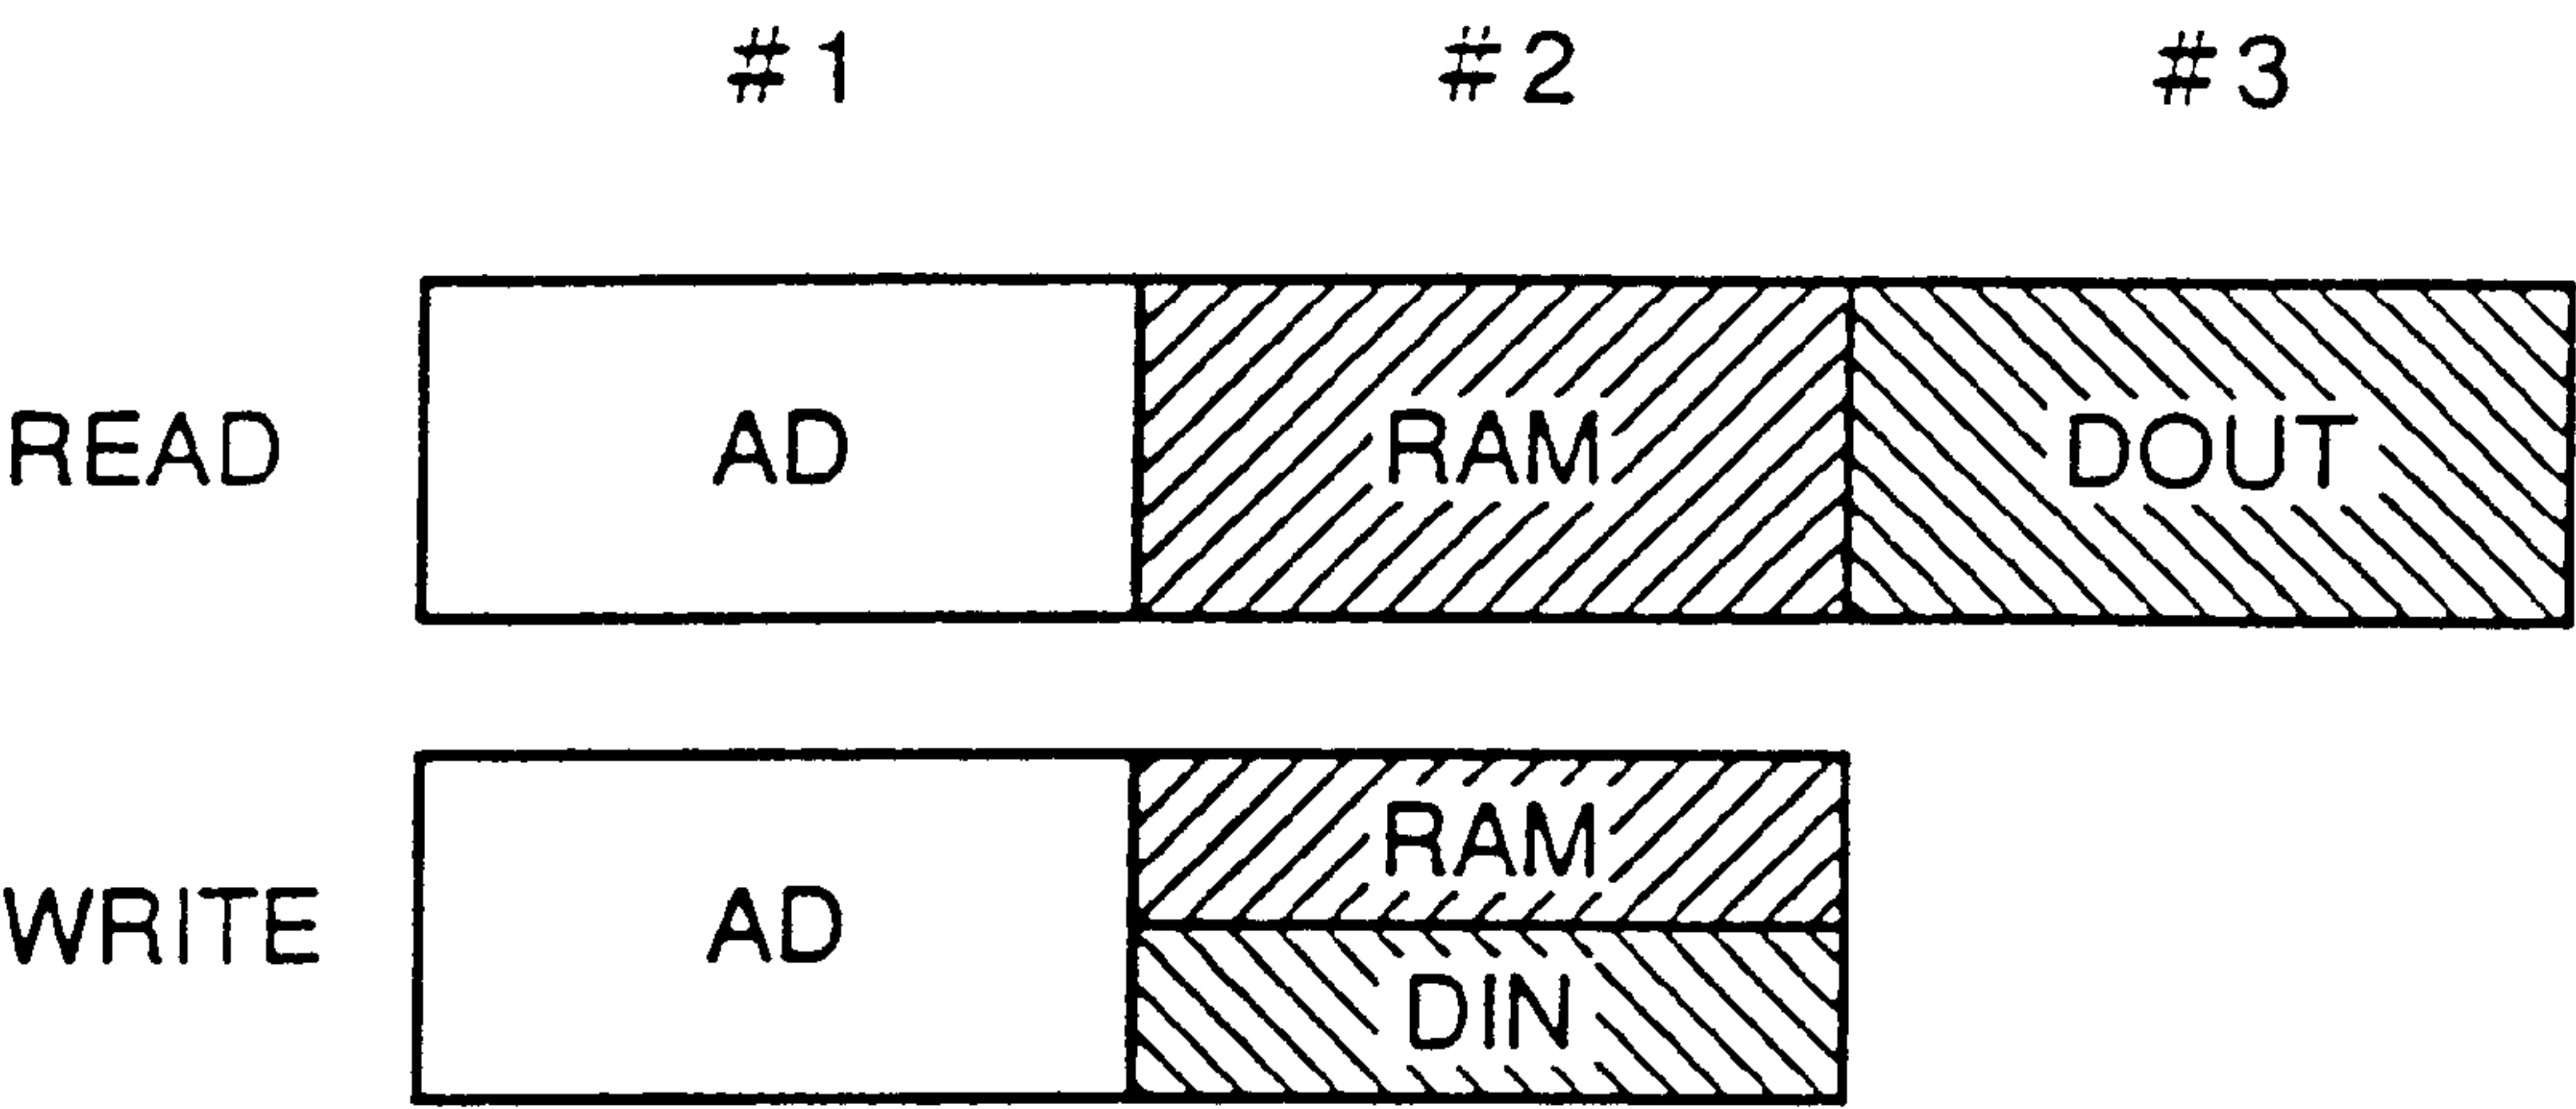 #1 #2 #3
READ AD RAM DOUT
RAM
WRITE AD
DIN